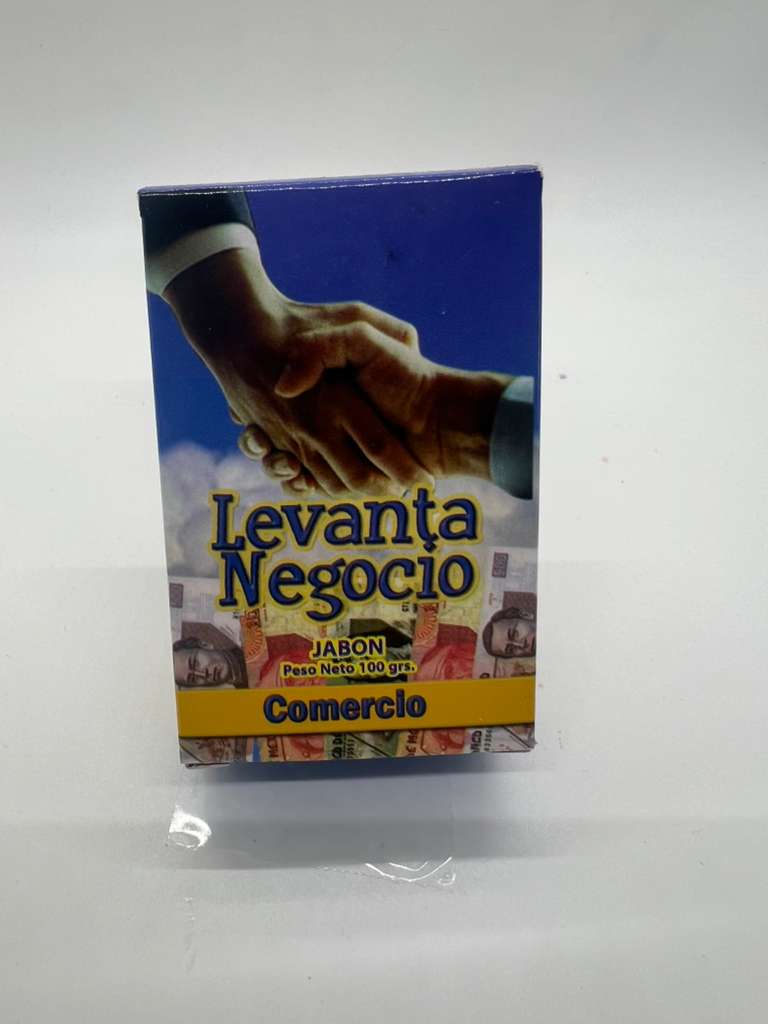 Levanta
Negocio
JABON
Peso Neto 100 grs.
Comercio